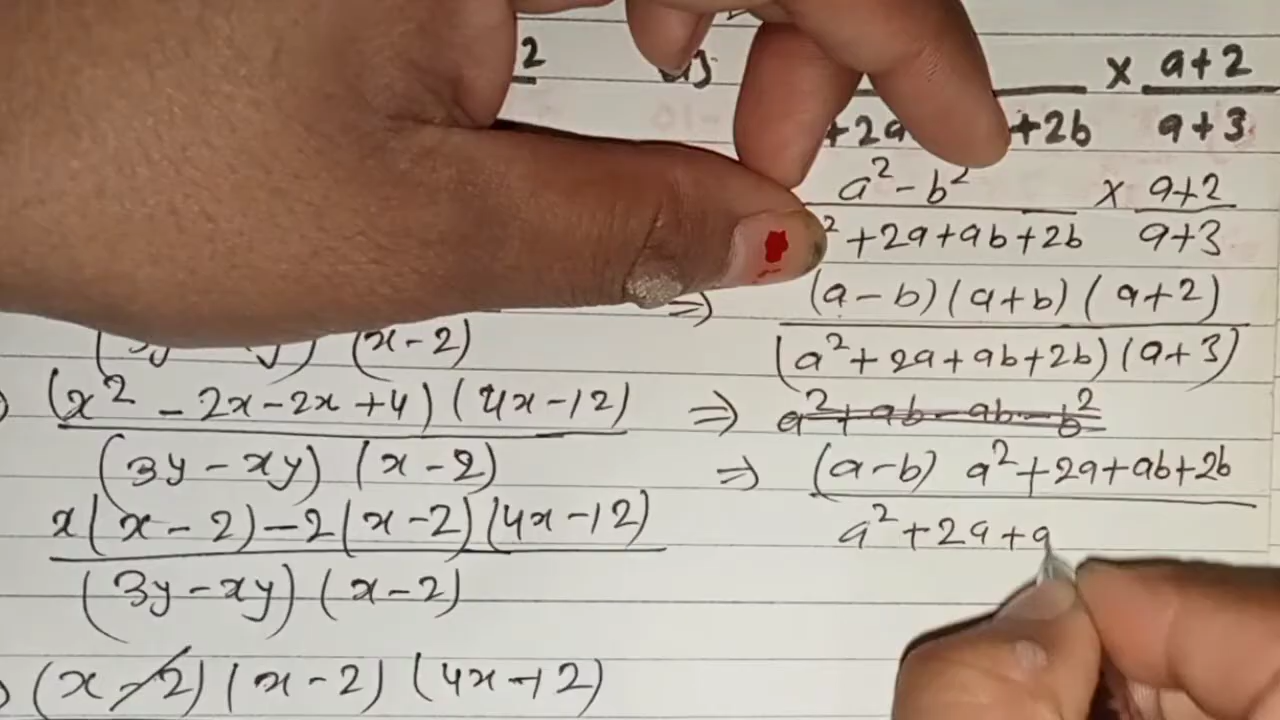 2
× a+2
+2a +2b a+3
a² - b² × a+2
² + 2a + ab + 2b a+3
⇒ (a - b) (a + b) (a + 2)
(a² + 2a + ab + 2b) (a + 3)
(x - 2)
(x² - 2x - 2x + 4) (4x - 12)
(3y - xy) (x - 2)
x(x - 2) - 2(x - 2) (4x - 12)
(3y - xy) (x - 2)
(x - 2) (x - 2) (4x - 12)
⇒ a² + ab - ab - b²
⇒ (a - b) a² + 2a + ab + 2b
a² + 2a + a